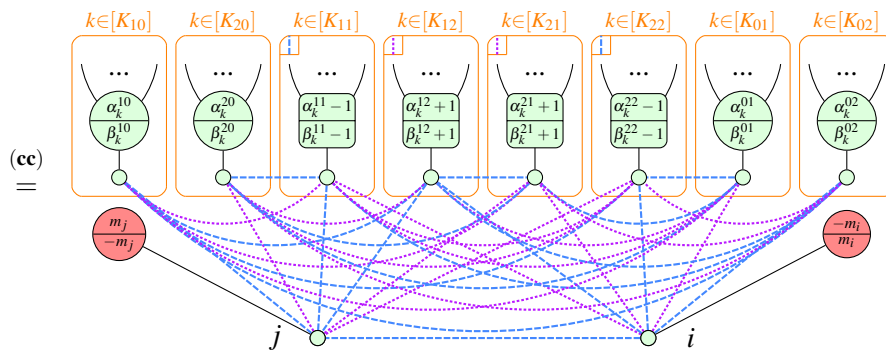 k∈[K₁₀] k∈[K₂₀] k∈[K₁₁] k∈[K₁₂] k∈[K₂₁] k∈[K₂₂] k∈[K₀₁] k∈[K₀₂]
... ... ... ... ... ... ... ...
α_k^{10} α_k^{20} α_k^{11} − 1 α_k^{12} + 1 α_k^{21} + 1 α_k^{22} − 1 α_k^{01} α_k^{02}
β_k^{10} β_k^{20} β_k^{11} − 1 β_k^{12} + 1 β_k^{21} + 1 β_k^{22} − 1 β_k^{01} β_k^{02}
(cc)
=
m_j −m_i
−m_j m_i
j i